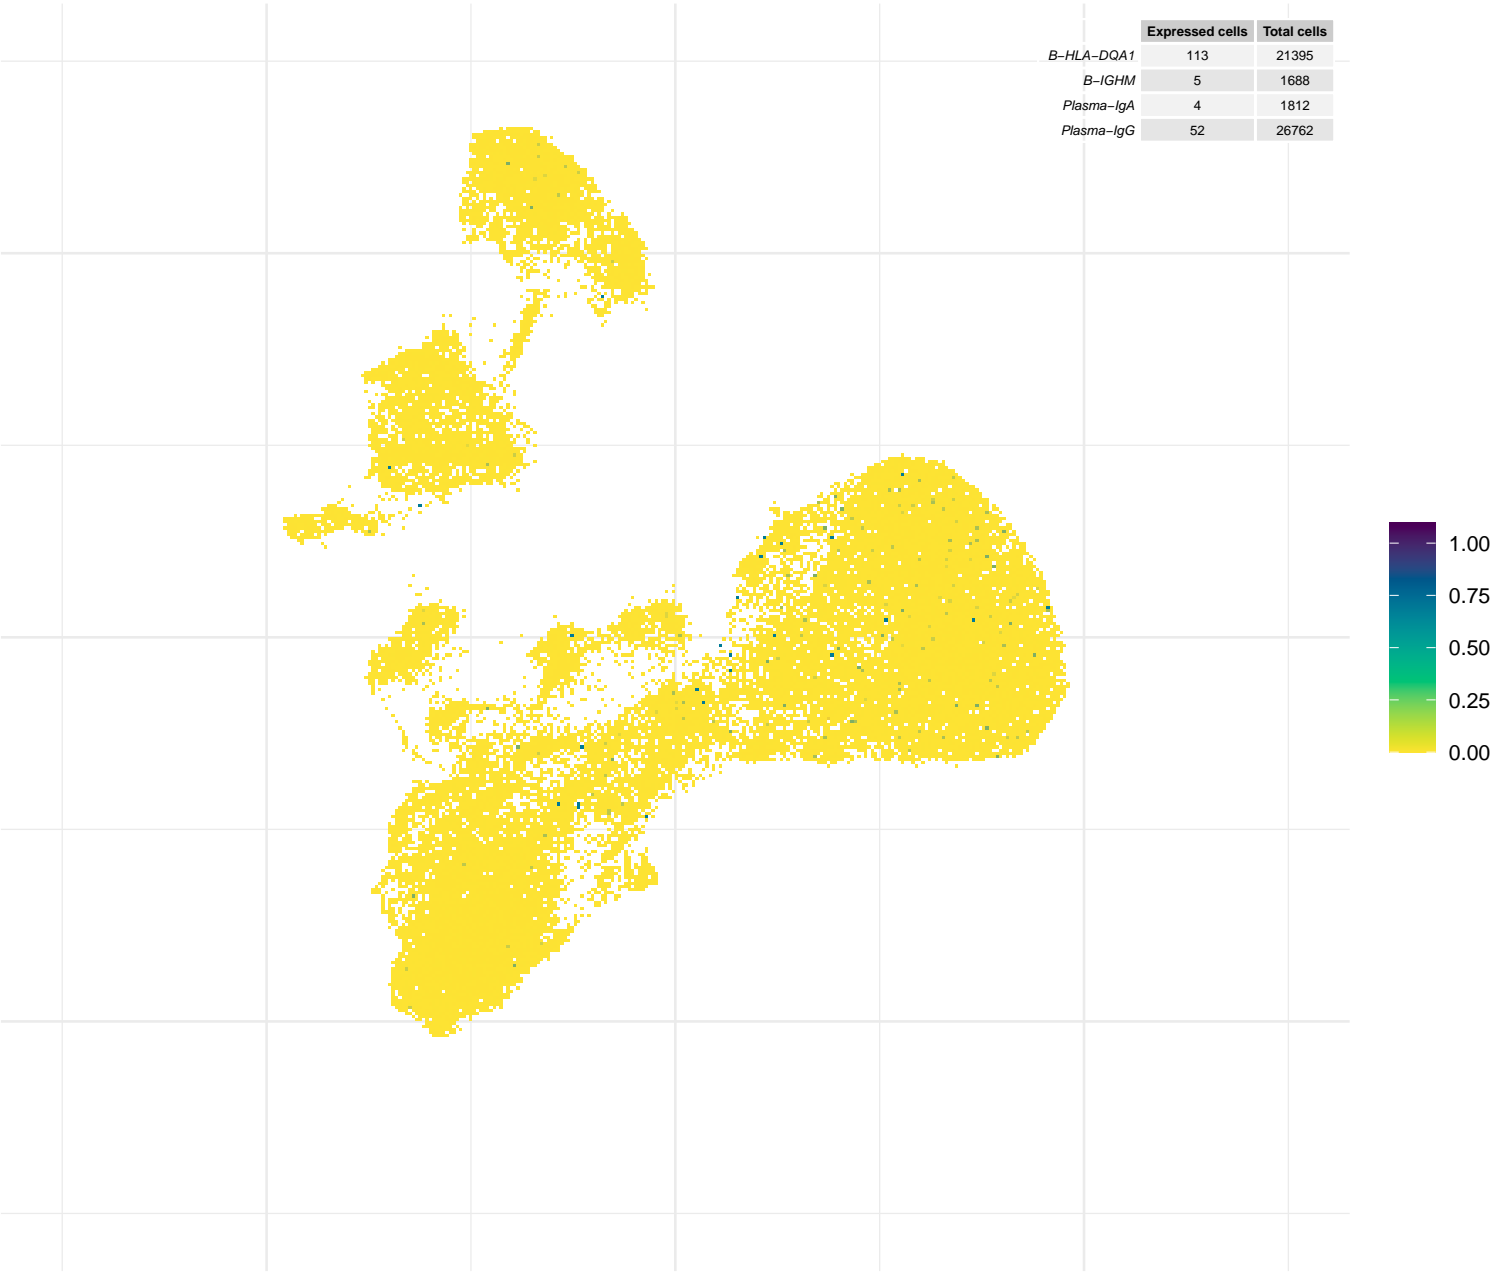 Expressed cells Total cells
B−HLA−DQA1 113 21395
B−IGHM 5 1688
Plasma−IgA 4 1812
Plasma−IgG 52 26762
1.00
0.75
0.50
0.25
0.00